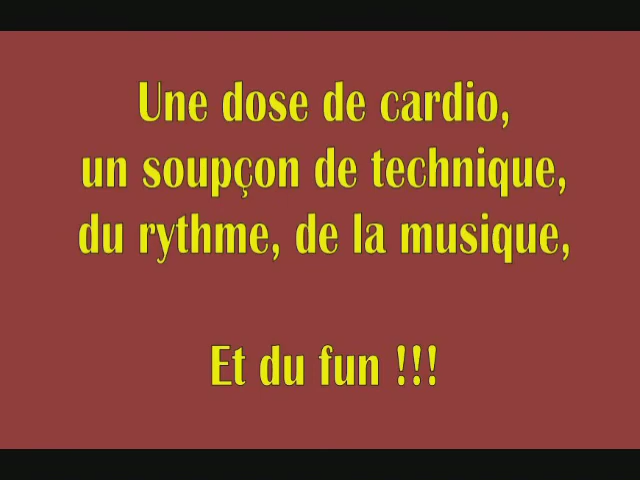 Une dose de cardio,
un soupçon de technique,
du rythme, de la musique,
Et du fun !!!